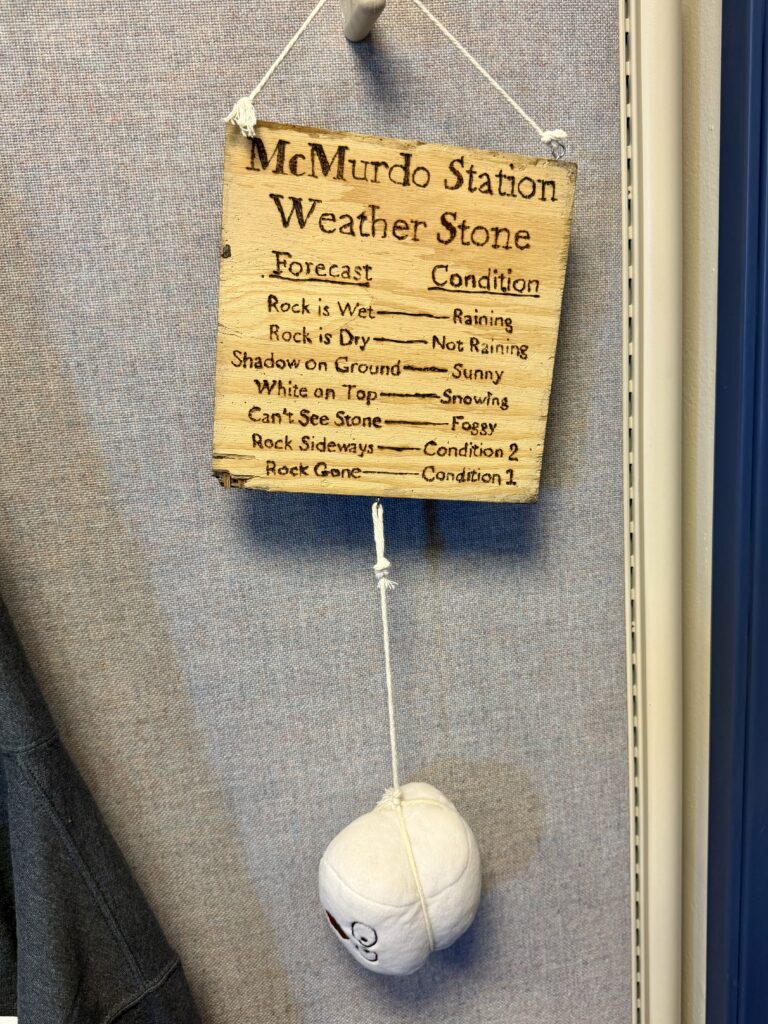 McMurdo Station
Weather Stone
Forecast Condition
Rock is Wet——Raining
Rock is Dry——Not Raining
Shadow on Ground——Sunny
White on Top——Snowing
Can't See Stone——Foggy
Rock Sideways——Condition 2
Rock Gone——Condition 1